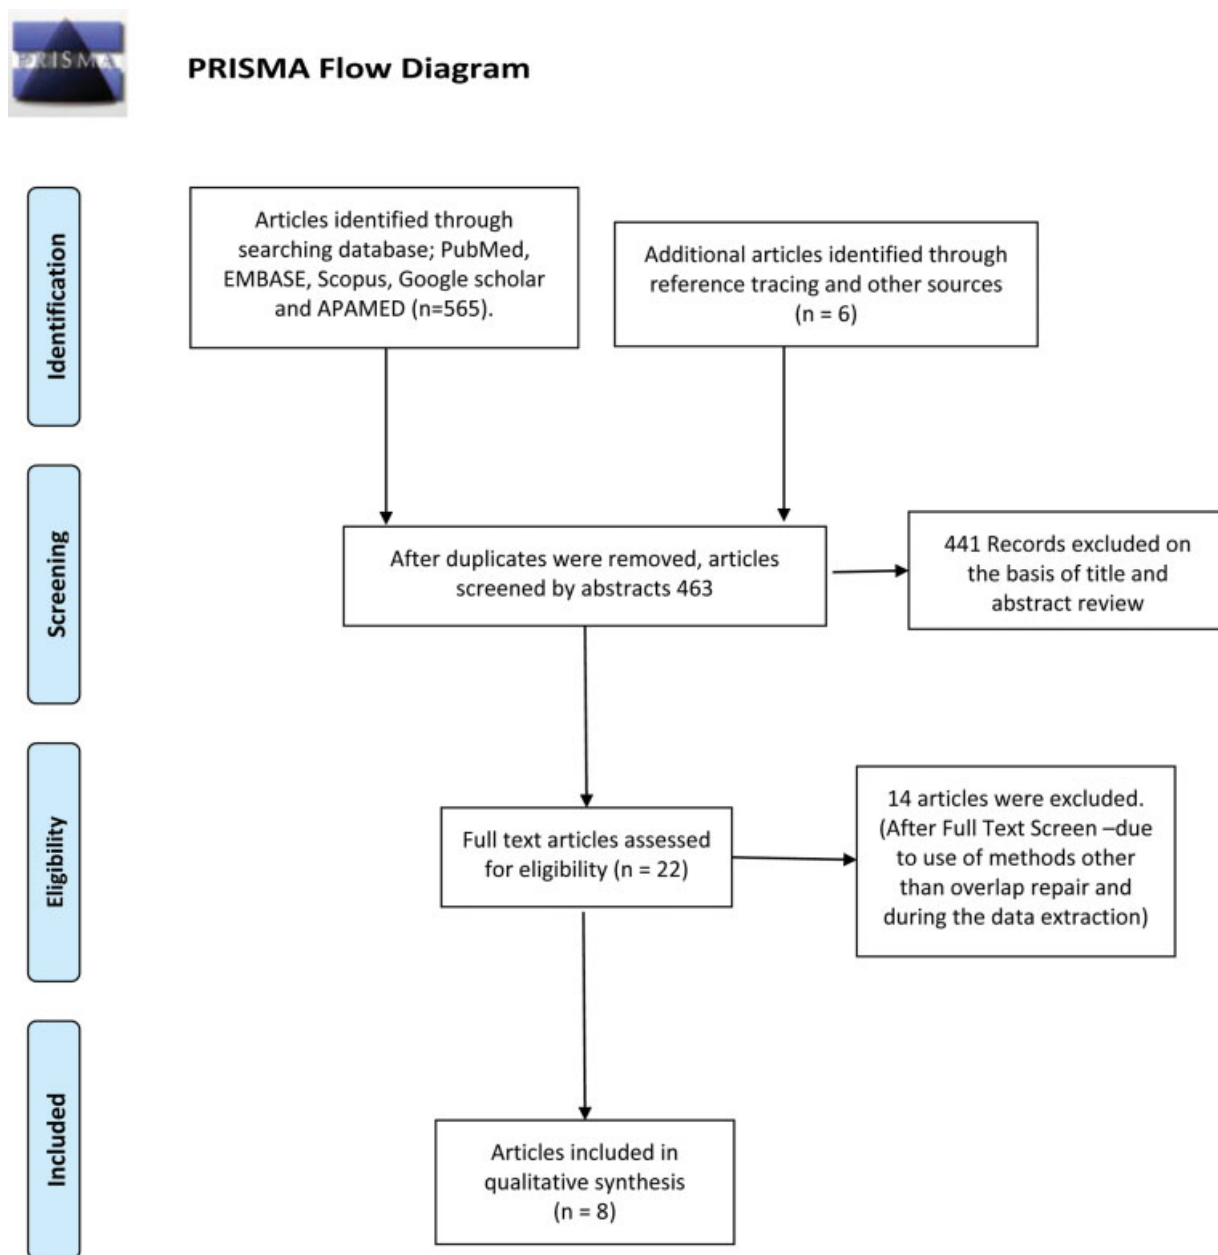 PRISMA
PRISMA Flow Diagram
Identification
Articles identified through
searching database; PubMed,
EMBASE, Scopus, Google scholar
and APAMED (n=565).
Additional articles identified through
reference tracing and other sources
(n = 6)
Screening
After duplicates were removed, articles
screened by abstracts 463
441 Records excluded on
the basis of title and
abstract review
Eligibility
Full text articles assessed
for eligibility (n = 22)
14 articles were excluded.
(After Full Text Screen –due
to use of methods other
than overlap repair and
during the data extraction)
Included
Articles included in
qualitative synthesis
(n = 8)